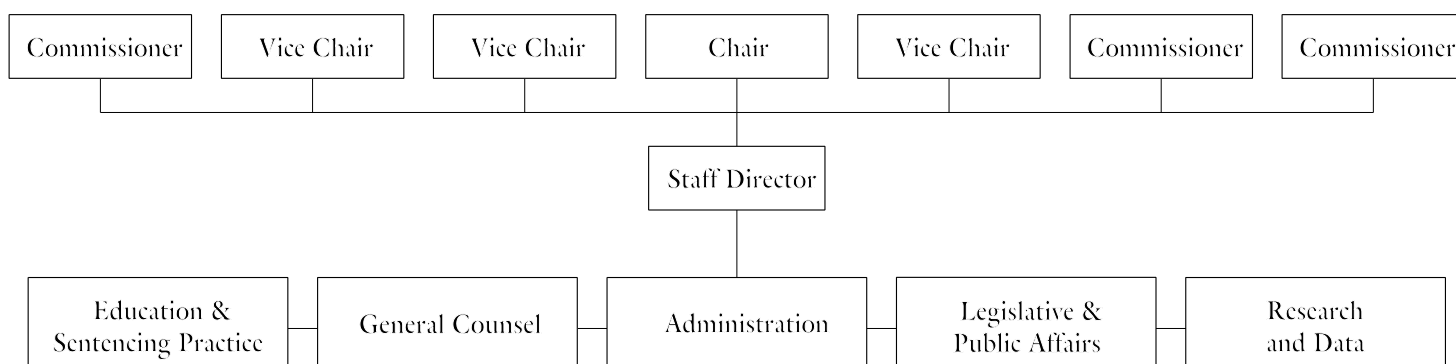 Commissioner
Vice Chair
Vice Chair
Chair
Vice Chair
Commissioner
Commissioner
Staff Director
Education &
Sentencing Practice
General Counsel
Administration
Legislative &
Public Affairs
Research
and Data